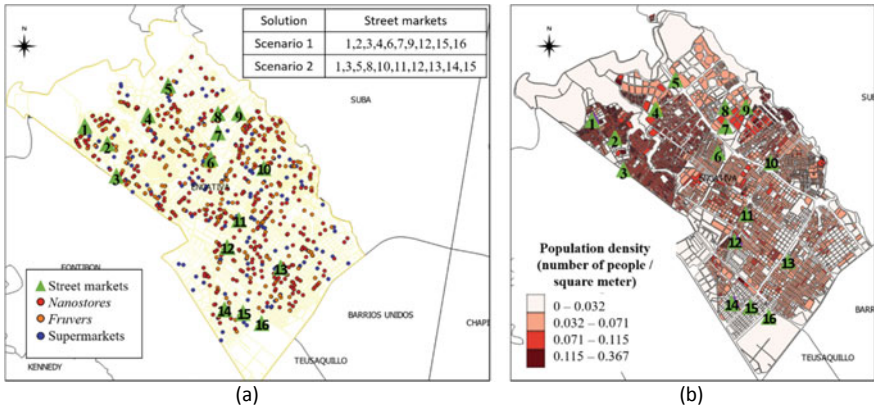 N
Solution Street markets
Scenario 1 1,2,3,4,6,7,9,12,15,16
Scenario 2 1,3,5,8,10,11,12,13,14,15
SUBA
5
1
4
8
9
7
2
6
3
10
11
12
13
14
15
16
FONTIBON
Street markets
Nanostores
Fruvers
Supermarkets
KENNEDY
BARRIOS UNIDOS
CHAPI
TEUSAQUILLO
(a)
N
SUB
5
1
4
8
9
7
2
6
3
10
11
12
13
14
15
16
Population density
(number of people /
square meter)
0 – 0.032
0.032 – 0.071
0.071 – 0.115
0.115 – 0.367
BARR
TEUSAQUILLO
(b)